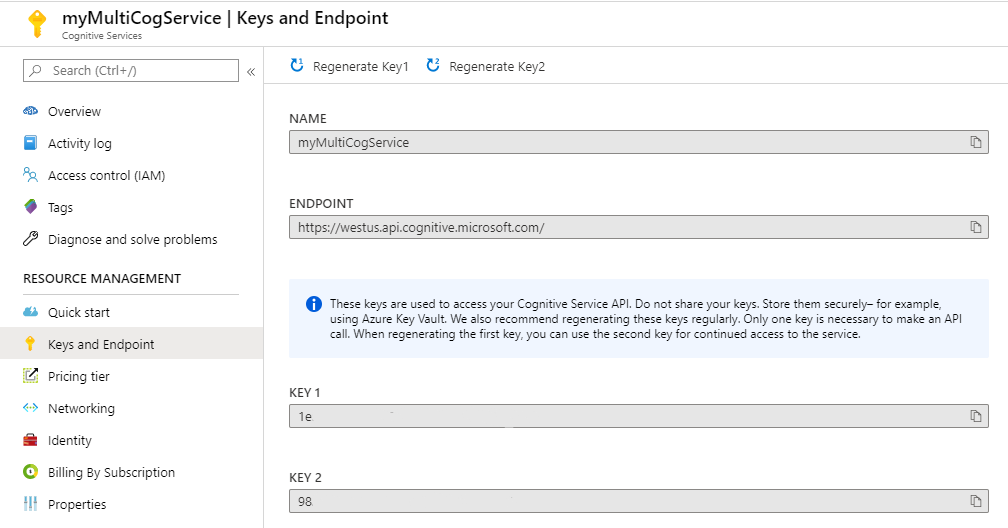 myMultiCogService | Keys and Endpoint
Cognitive Services
Search (Ctrl+/)
«
Overview
Activity log
Access control (IAM)
Tags
Diagnose and solve problems
RESOURCE MANAGEMENT
Quick start
Keys and Endpoint
Pricing tier
Networking
Identity
Billing By Subscription
Properties
1 Regenerate Key1 2 Regenerate Key2
NAME
myMultiCogService
ENDPOINT
https://westus.api.cognitive.microsoft.com/
These keys are used to access your Cognitive Service API. Do not share your keys. Store them securely– for example,
using Azure Key Vault. We also recommend regenerating these keys regularly. Only one key is necessary to make an API
call. When regenerating the first key, you can use the second key for continued access to the service.
KEY 1
1e
KEY 2
98